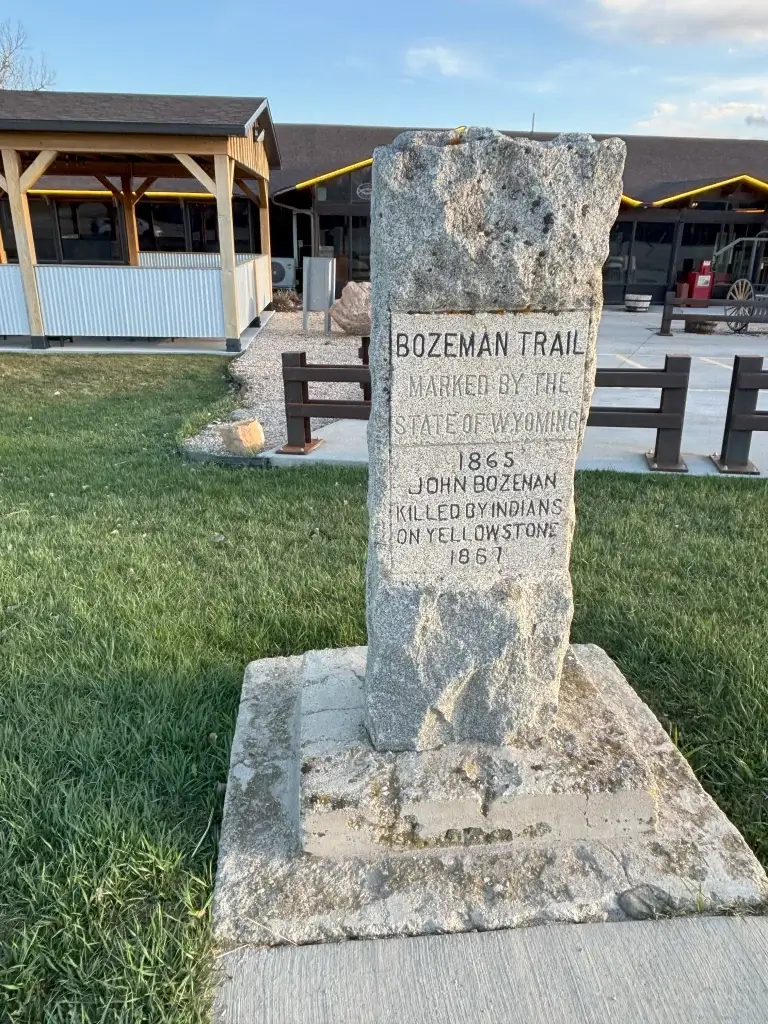 BOZEMAN TRAIL
MARKED BY THE
STATE OF WYOMING
1865
JOHN BOZEMAN
KILLED BY INDIANS
ON YELLOWSTONE
1867